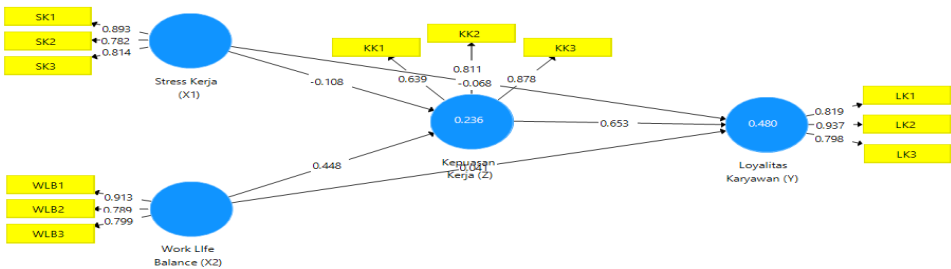 SK1
0.893
SK2
0.782
SK3
0.814
Stress Kerja
(X1)
-0.108
KK1
KK2
KK3
0.639
0.811
0.878
-0.068
0.236
Kepuasan
Kerja (Z)
0.653
0.448
0.041
WLB1
0.913
WLB2
0.789
WLB3
0.799
Work LIfe
Balance (X2)
0.480
Loyalitas
Karyawan (Y)
0.819
LK1
0.937
LK2
0.798
LK3